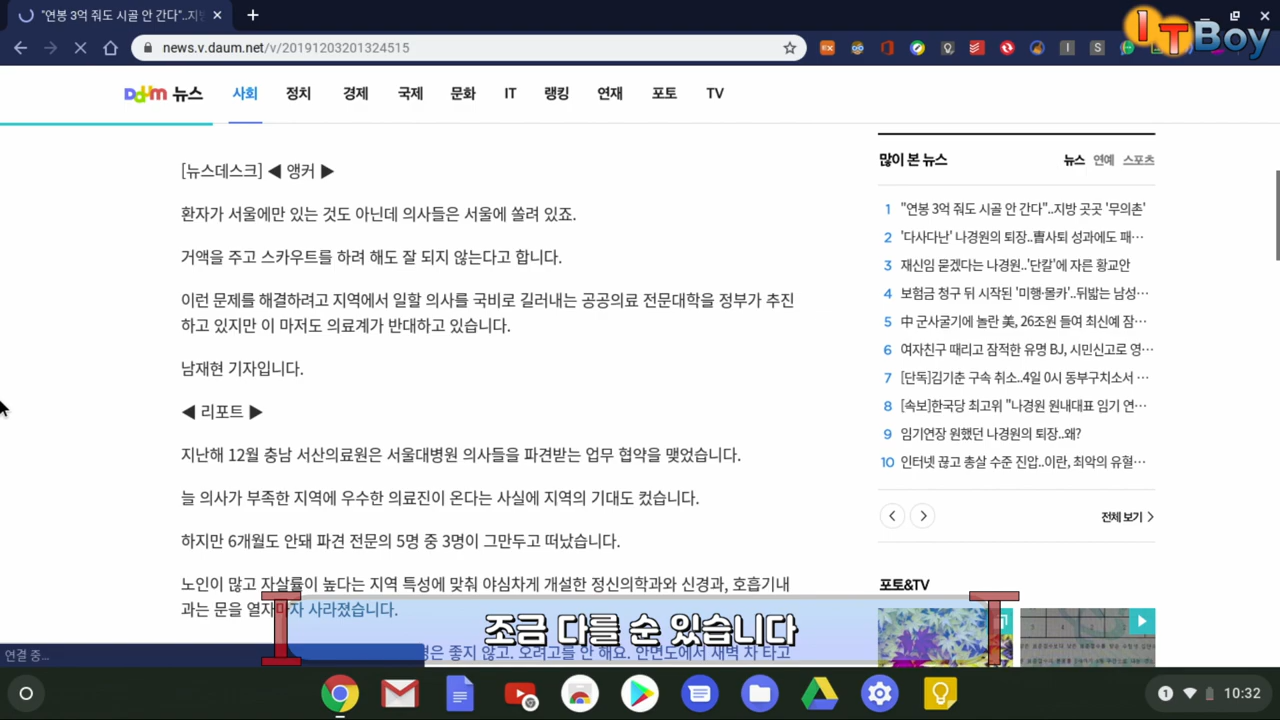 "연봉 3억 줘도 시골 안 간다"..지방
IT Boy
news.v.daum.net/v/20191203201324515
Daum 뉴스 사회 정치 경제 국제 문화 IT 랭킹 연재 포토 TV
[뉴스데스크] ◀ 앵커 ▶
환자가 서울에만 있는 것도 아닌데 의사들은 서울에 쏠려 있죠.
거액을 주고 스카우트를 하려 해도 잘 되지 않는다고 합니다.
이런 문제를 해결하려고 지역에서 일할 의사를 국비로 길러내는 공공의료 전문대학을 정부가 추진
하고 있지만 이 마저도 의료계가 반대하고 있습니다.
남재현 기자입니다.
◀ 리포트 ▶
지난해 12월 충남 서산의료원은 서울대병원 의사들을 파견받는 업무 협약을 맺었습니다.
늘 의사가 부족한 지역에 우수한 의료진이 온다는 사실에 지역의 기대도 컸습니다.
하지만 6개월도 안돼 파견 전문의 5명 중 3명이 그만두고 떠났습니다.
노인이 많고 자살률이 높다는 지역 특성에 맞춰 야심차게 개설한 정신의학과와 신경과, 호흡기내
과는 문을 열자마자 사라졌습니다.
은 좋지 않고. 오려고를 안 해요. 안면도에서 새벽 차 타고
많이 본 뉴스 뉴스 연예 스포츠
1 "연봉 3억 줘도 시골 안 간다"..지방 곳곳 '무의촌'
2 '다사다난' 나경원의 퇴장..靑사퇴 성과에도 패…
3 재신임 묻겠다는 나경원..'단칼'에 자른 황교안
4 보험금 청구 뒤 시작된 '미행·몰카'..뒤밟는 남성…
5 中 군사굴기에 놀란 美, 26조원 들여 최신예 잠…
6 여자친구 때리고 잠적한 유명 BJ, 시민신고로 영…
7 [단독]김기춘 구속 취소..4일 0시 동부구치소서 …
8 [속보]한국당 최고위 "나경원 원내대표 임기 연…
9 임기연장 원했던 나경원의 퇴장..왜?
10 인터넷 끊고 총살 수준 진압..이란, 최악의 유혈…
전체 보기
포토&TV
조금 다를 순 있습니다
연결 중...
1 10:32